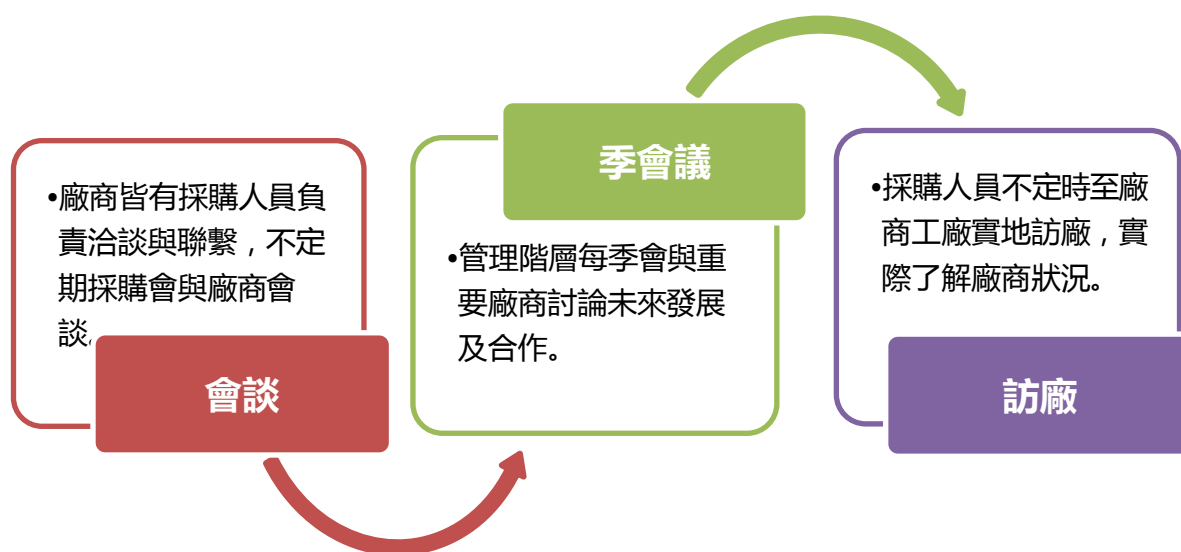 •廠商皆有採購人員負
責洽談與聯繫，不定
期採購會與廠商會
談.
會談
季會議
•管理階層每季會與重
要廠商討論未來發展
及合作。
•採購人員不定時至廠
商工廠實地訪廠，實
際了解廠商狀況。
訪廠